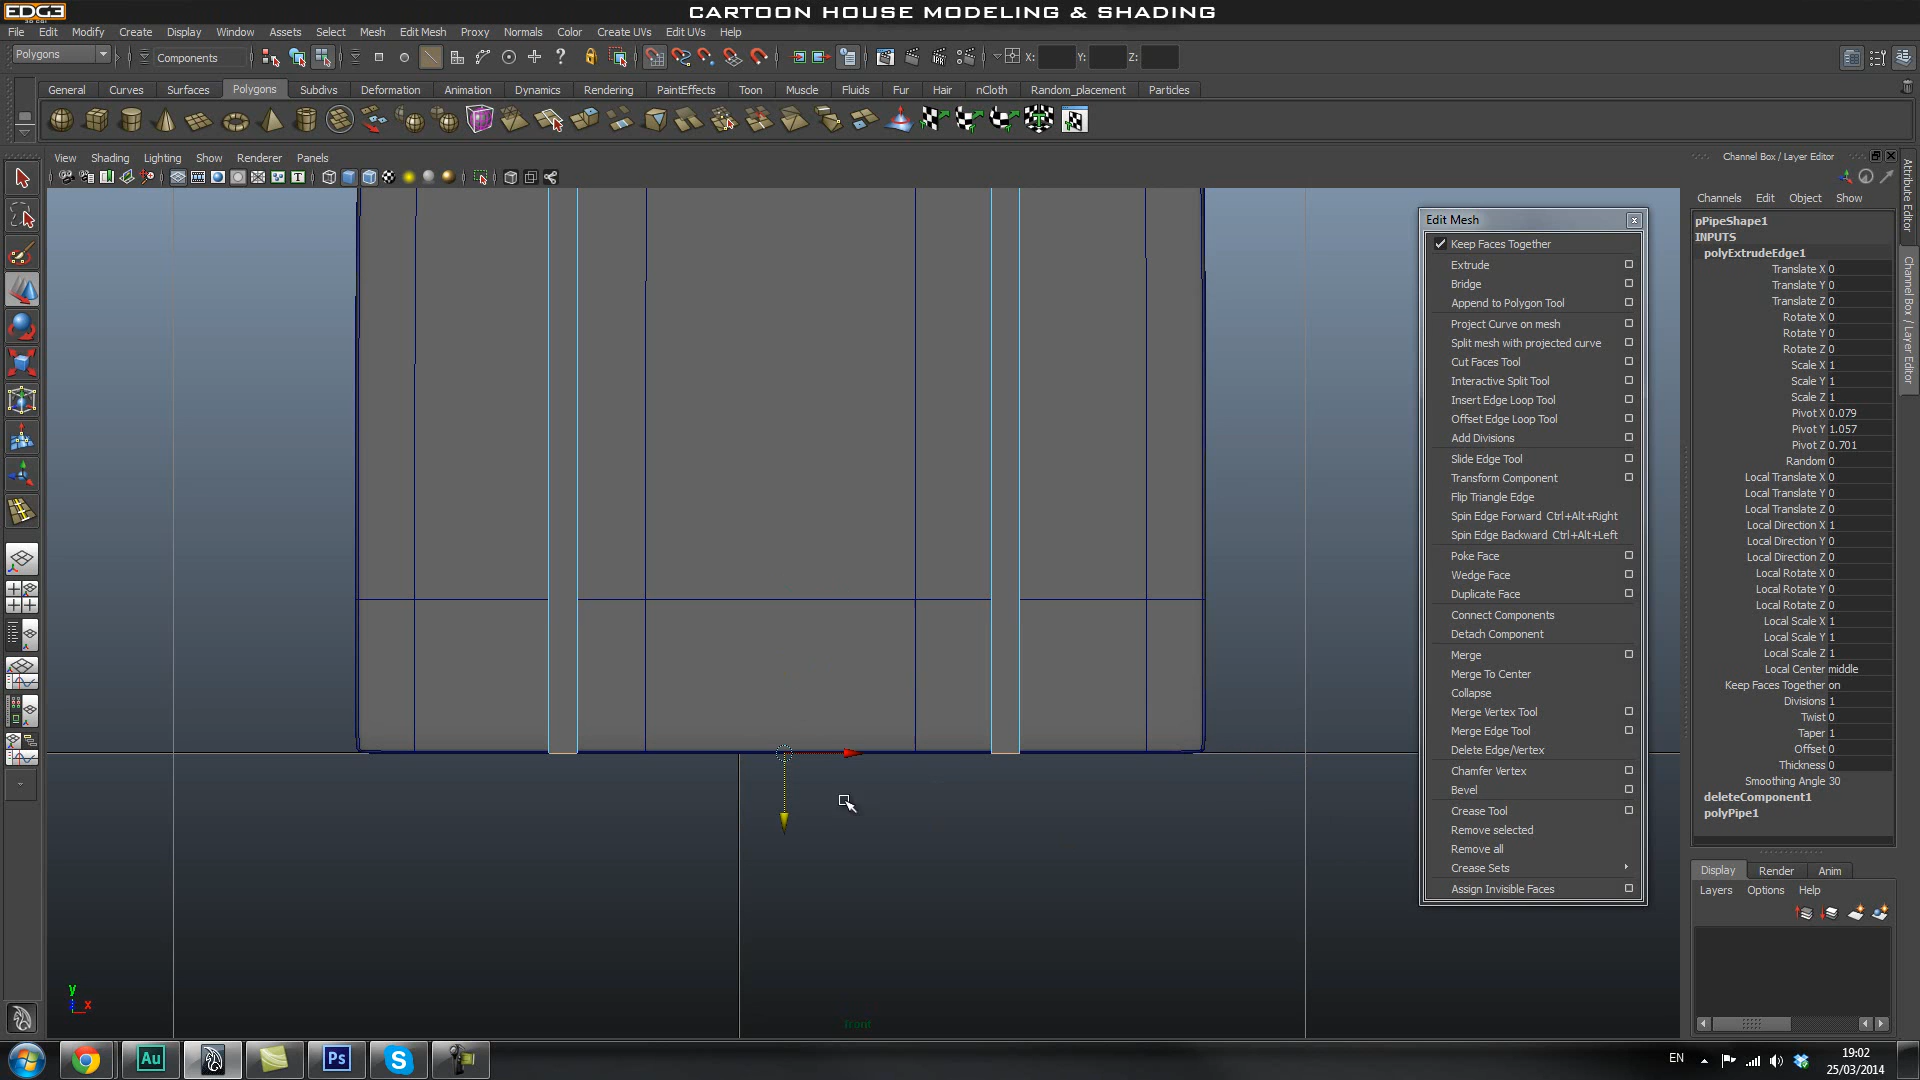 EDG3
3D CGI
CARTOON HOUSE MODELING & SHADING
File Edit Modify Create Display Window Assets Select Mesh Edit Mesh Proxy Normals Color Create UVs Edit UVs Help
Polygons Components X: Y: Z:
General Curves Surfaces Polygons Subdivs Deformation Animation Dynamics Rendering PaintEffects Toon Muscle Fluids Fur Hair nCloth Random_placement Particles
View Shading Lighting Show Renderer Panels
Channel Box / Layer Editor
Channels Edit Object Show
Attribute Editor
Channel Box / Layer Editor
Edit Mesh
Keep Faces Together
Extrude
Bridge
Append to Polygon Tool
Project Curve on mesh
Split mesh with projected curve
Cut Faces Tool
Interactive Split Tool
Insert Edge Loop Tool
Offset Edge Loop Tool
Add Divisions
Slide Edge Tool
Transform Component
Flip Triangle Edge
Spin Edge Forward Ctrl+Alt+Right
Spin Edge Backward Ctrl+Alt+Left
Poke Face
Wedge Face
Duplicate Face
Connect Components
Detach Component
Merge
Merge To Center
Collapse
Merge Vertex Tool
Merge Edge Tool
Delete Edge/Vertex
Chamfer Vertex
Bevel
Crease Tool
Remove selected
Remove all
Crease Sets
Assign Invisible Faces
pPipeShape1
INPUTS
polyExtrudeEdge1
Translate X 0
Translate Y 0
Translate Z 0
Rotate X 0
Rotate Y 0
Rotate Z 0
Scale X 1
Scale Y 1
Scale Z 1
Pivot X 0.079
Pivot Y 1.057
Pivot Z 0.701
Random 0
Local Translate X 0
Local Translate Y 0
Local Translate Z 0
Local Direction X 1
Local Direction Y 0
Local Direction Z 0
Local Rotate X 0
Local Rotate Y 0
Local Rotate Z 0
Local Scale X 1
Local Scale Y 1
Local Scale Z 1
Local Center middle
Keep Faces Together on
Divisions 1
Twist 0
Taper 1
Offset 0
Thickness 0
Smoothing Angle 30
deleteComponent1
polyPipe1
Display Render Anim
Layers Options Help
y
x
front
Au Ps S
EN 19:02
25/03/2014